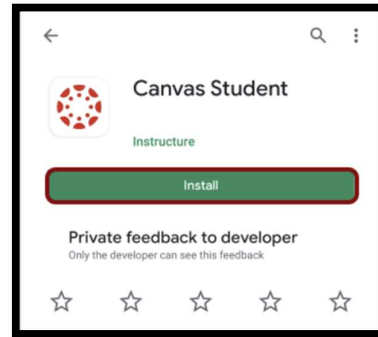 Canvas Student
Instructure
Install
Private feedback to developer
Only the developer can see this feedback